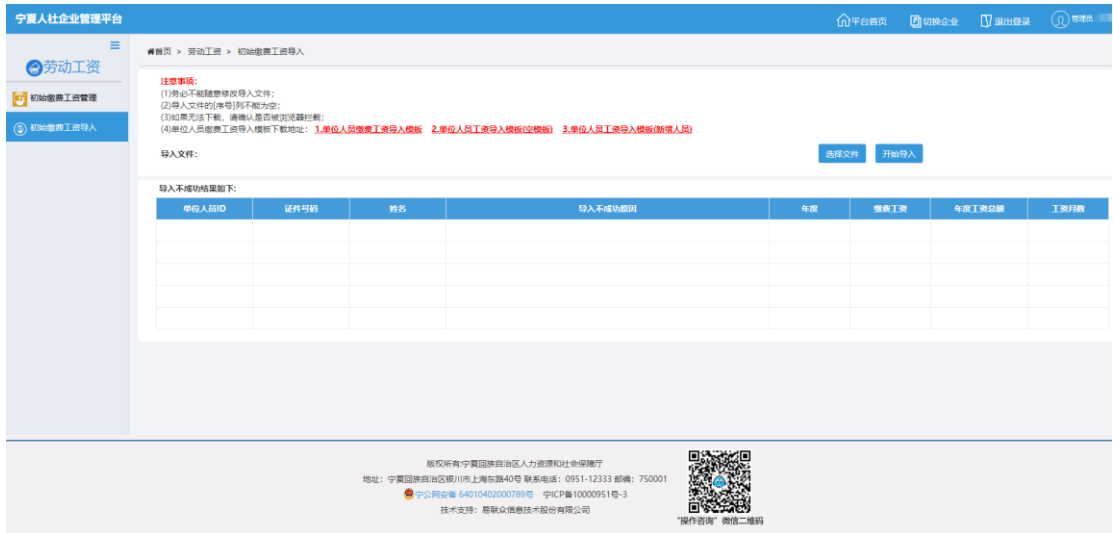 宁夏人社企业管理平台
平台首页 切换企业 退出登录 管理员
劳动工资
首页 > 劳动工资 > 初始缴费工资导入
初始缴费工资管理
初始缴费工资导入
注意事项:
(1)务必不能随意修改导入文件;
(2)导入文件的[序号]列不能为空;
(3)如果无法下载，请确认是否被浏览器拦截;
(4)单位人员缴费工资导入模板下载地址： 1.单位人员缴费工资导入模板 2.单位人员工资导入模板(空模板) 3.单位人员工资导入模板(新增人员)
导入文件: 选择文件 开始导入
导入不成功结果如下:
单位人员ID 证件号码 姓名 导入不成功原因 年度 缴费工资 年度工资总额 工资月数
版权所有:宁夏回族自治区人力资源和社会保障厅
地址：宁夏回族自治区银川市上海东路40号 联系电话：0951-12333 邮编：750001
宁公网安备 64010402000789号 宁ICP备10000951号-3
技术支持：易联众信息技术股份有限公司
"操作咨询" 微信二维码